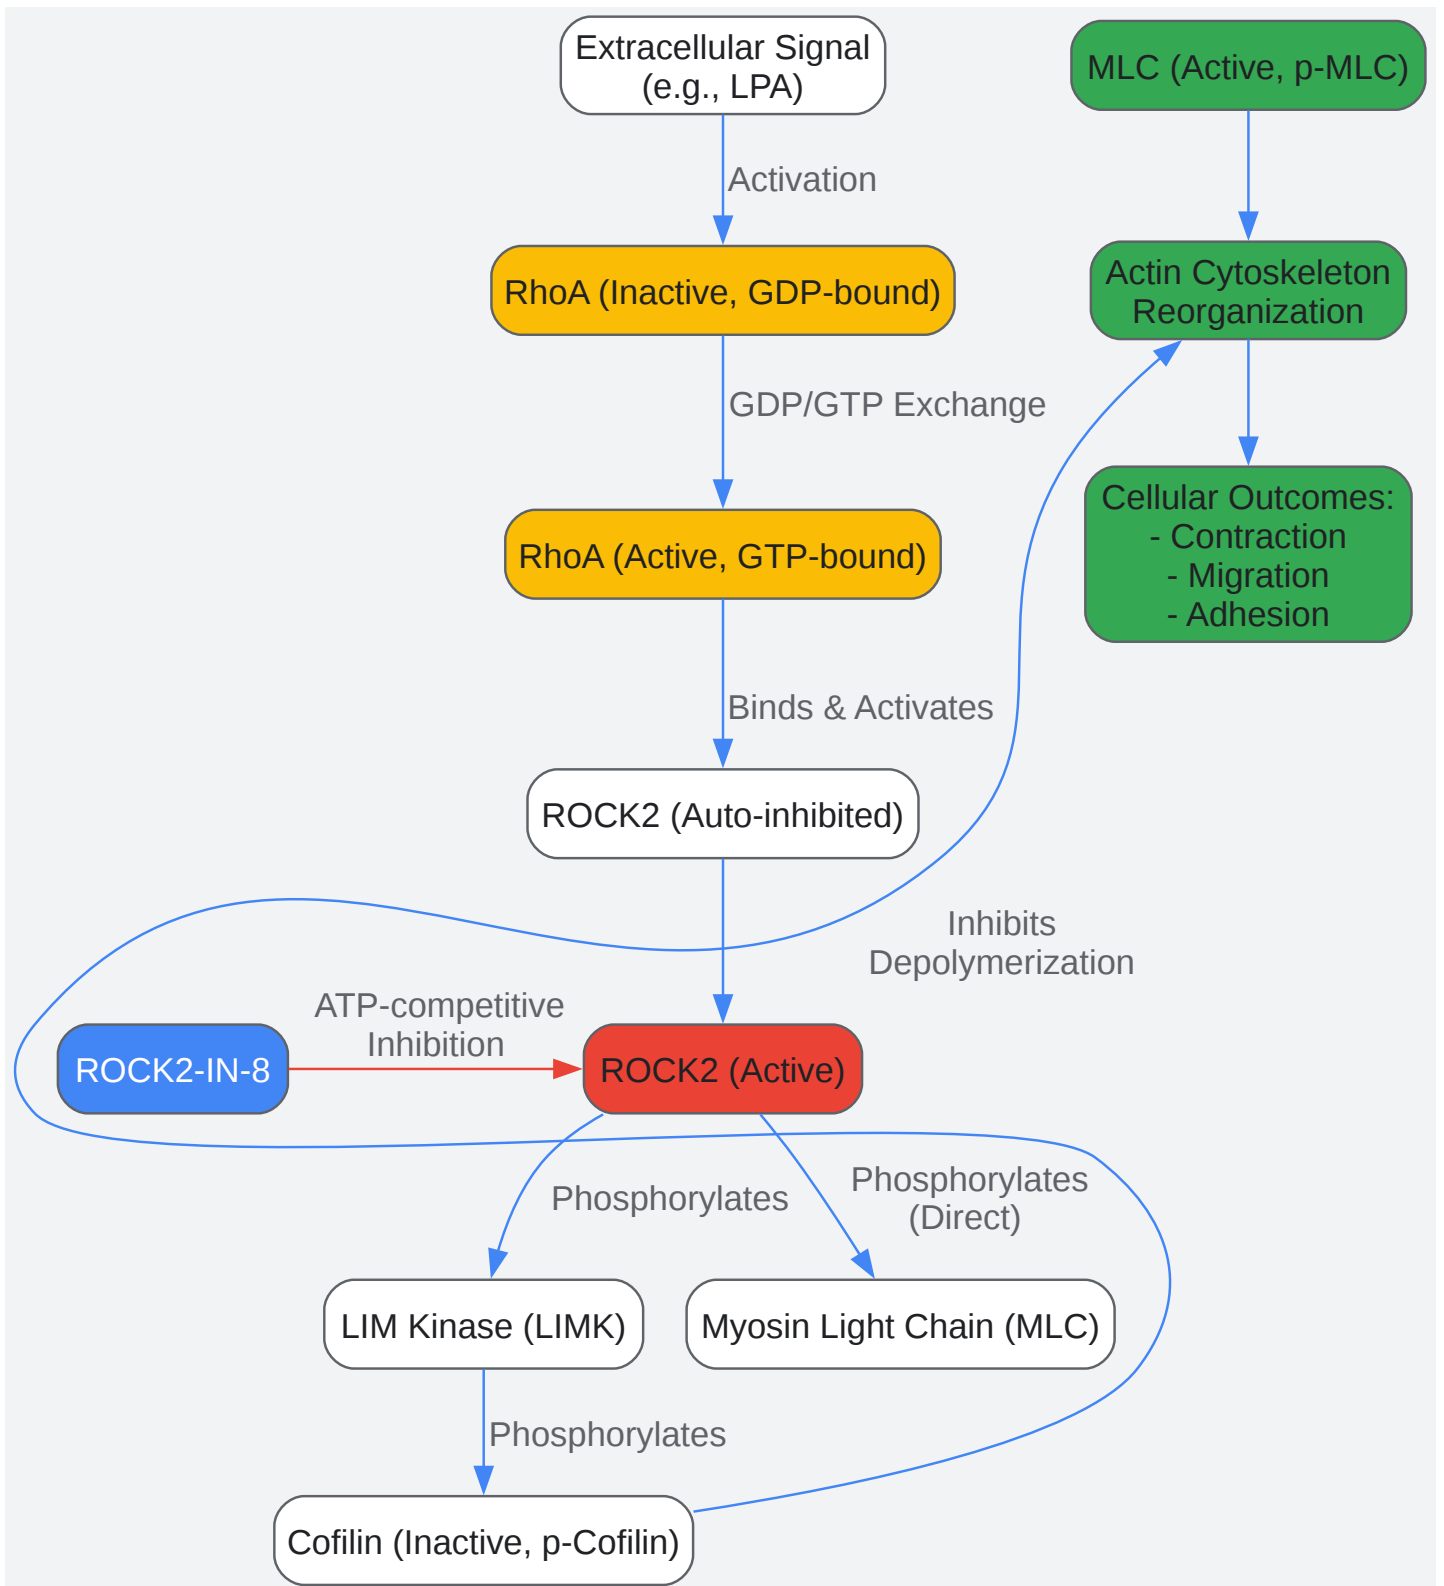 Extracellular Signal
(e.g., LPA)
MLC (Active, p-MLC)
Activation
RhoA (Inactive, GDP-bound)
Actin Cytoskeleton
Reorganization
GDP/GTP Exchange
RhoA (Active, GTP-bound)
Cellular Outcomes:
- Contraction
- Migration
- Adhesion
Binds & Activates
ROCK2 (Auto-inhibited)
Inhibits
Depolymerization
ATP-competitive
Inhibition
ROCK2-IN-8
ROCK2 (Active)
Phosphorylates
Phosphorylates
(Direct)
LIM Kinase (LIMK)
Myosin Light Chain (MLC)
Phosphorylates
Cofilin (Inactive, p-Cofilin)